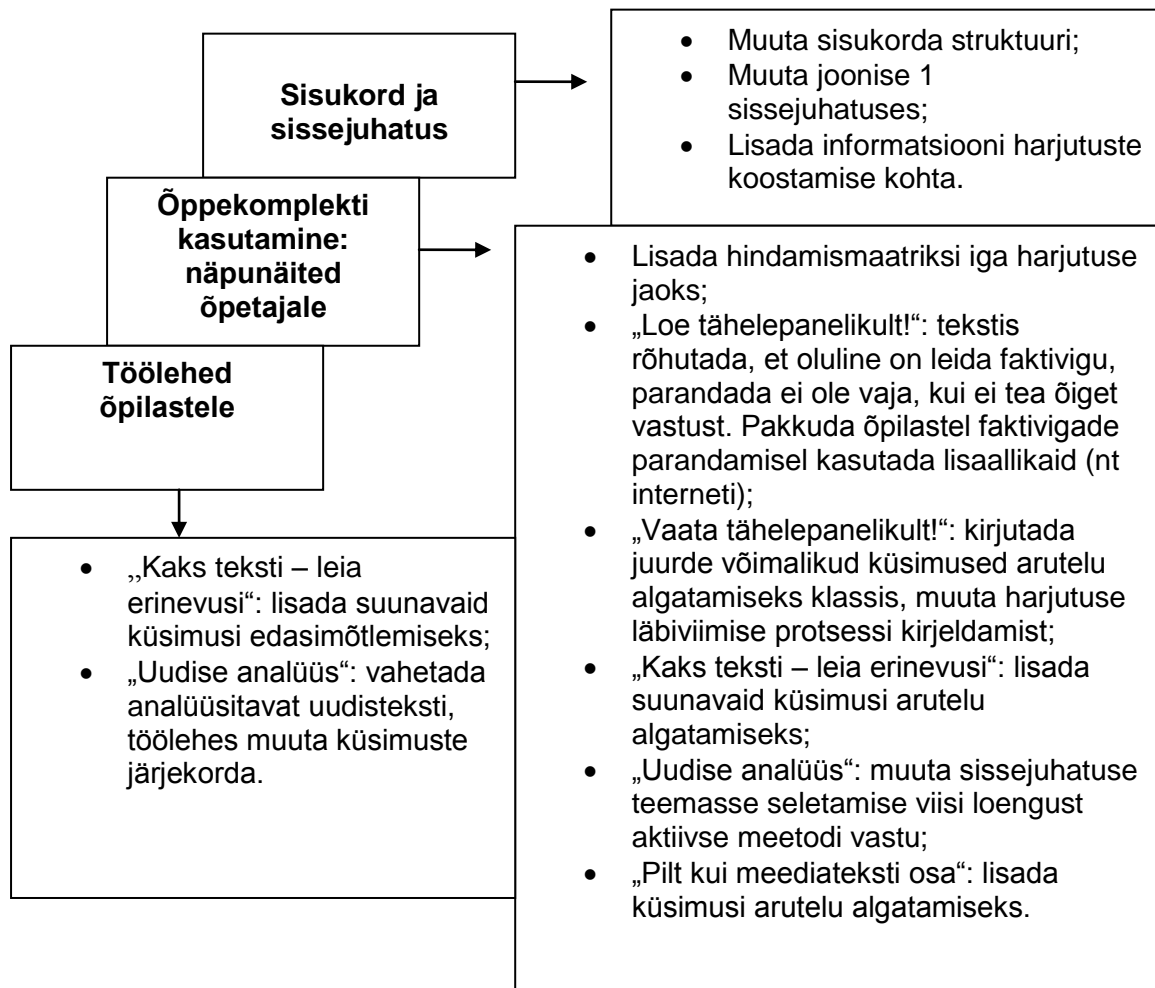 Sisukord ja
sissejuhatus
• Muuta sisukorda struktuuri;
• Muuta joonise 1
sissejuhatuses;
• Lisada informatsiooni harjutuste
koostamise kohta.
Õppekomplekti
kasutamine:
näpunäited
õpetajale
• Lisada hindamismaatriksi iga harjutuse
jaoks;
• „Loe tähelepanelikult!“: tekstis
rõhutada, et oluline on leida faktivigu,
parandada ei ole vaja, kui ei tea õiget
vastust. Pakkuda õpilastel faktivigade
parandamisel kasutada lisaallikaid (nt
interneti);
• „Vaata tähelepanelikult!“: kirjutada
juurde võimalikud küsimused arutelu
algatamiseks klassis, muuta harjutuse
läbiviimise protsessi kirjeldamist;
• „Kaks teksti – leia erinevusi“: lisada
suunavaid küsimusi arutelu
algatamiseks;
• „Uudise analüüs“: muuta sissejuhatuse
teemasse seletamise viisi loengust
aktiivse meetodi vastu;
• „Pilt kui meediateksti osa“: lisada
küsimusi arutelu algatamiseks.
Töölehed
õpilastele
• „Kaks teksti – leia
erinevusi“: lisada suunavaid
küsimusi edasimõtlemiseks;
• „Uudise analüüs“: vahetada
analüüsitavat uudisteksti,
töölehes muuta küsimuste
järjekorda.